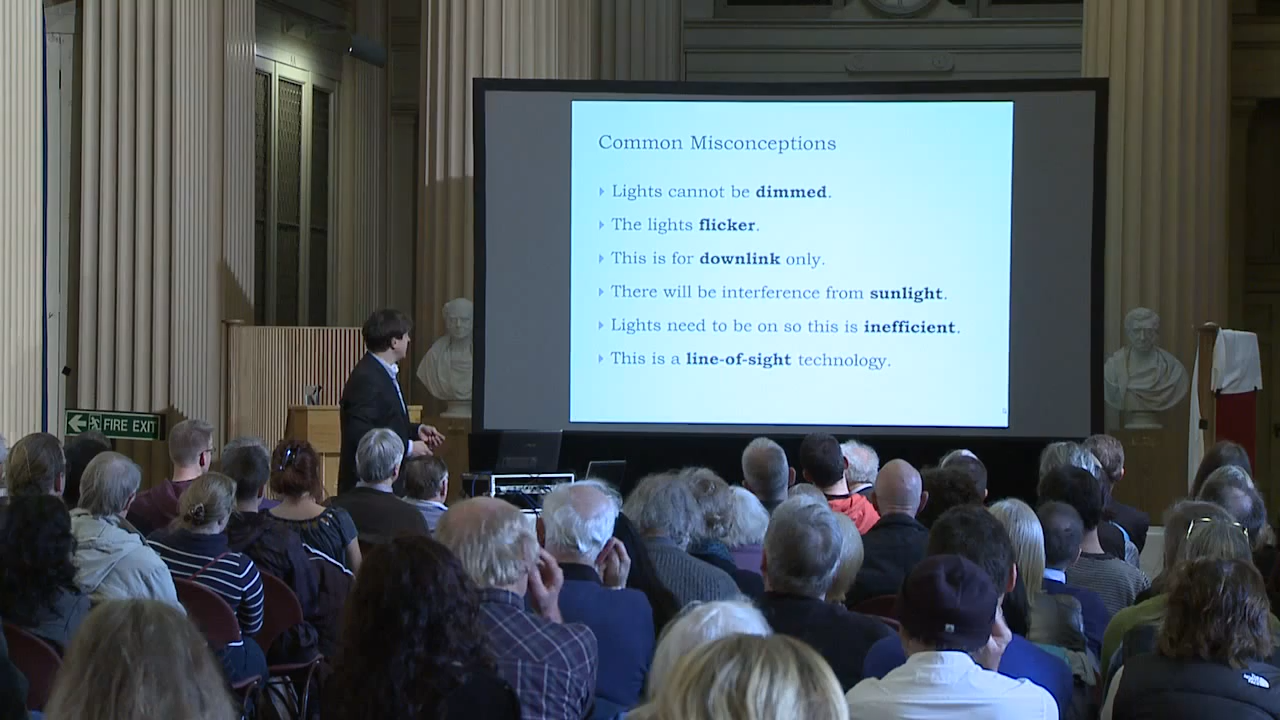 Common Misconceptions
Lights cannot be dimmed.
The lights flicker.
This is for downlink only.
There will be interference from sunlight.
Lights need to be on so this is inefficient.
This is a line-of-sight technology.
FIRE EXIT